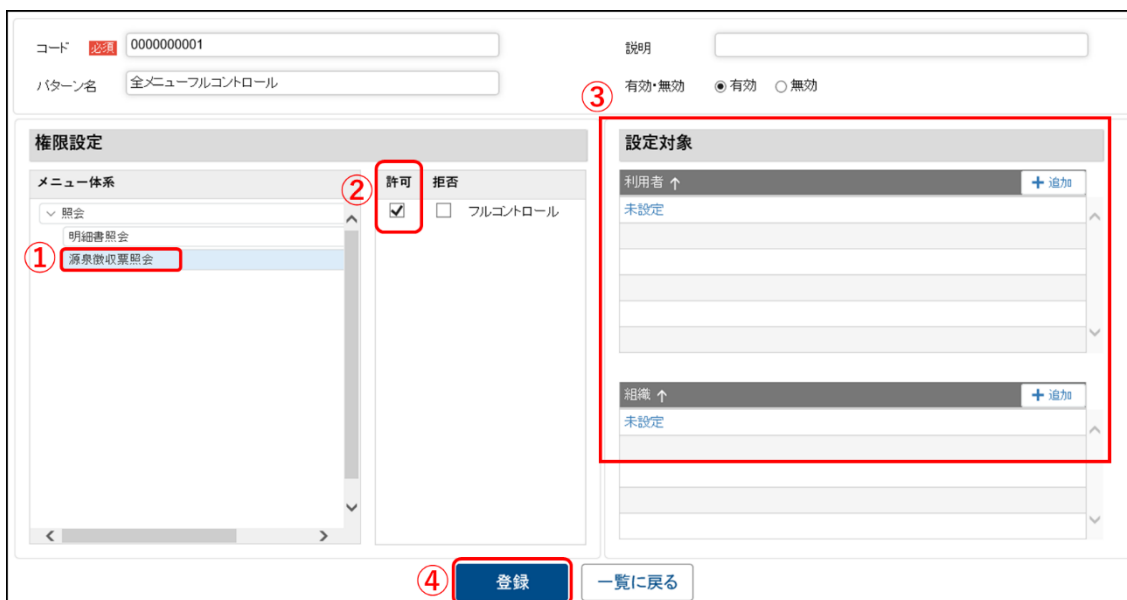 コード 必須 0000000001
説明
パターン名 全メニューフルコントロール
有効・無効 有効 無効
③
権限設定
設定対象
メニュー体系
② 許可 拒否
利用者 ↑ + 追加
照会
フルコントロール
未設定
明細書照会
① 源泉徴収票照会
組織 ↑ + 追加
未設定
④ 登録 一覧に戻る